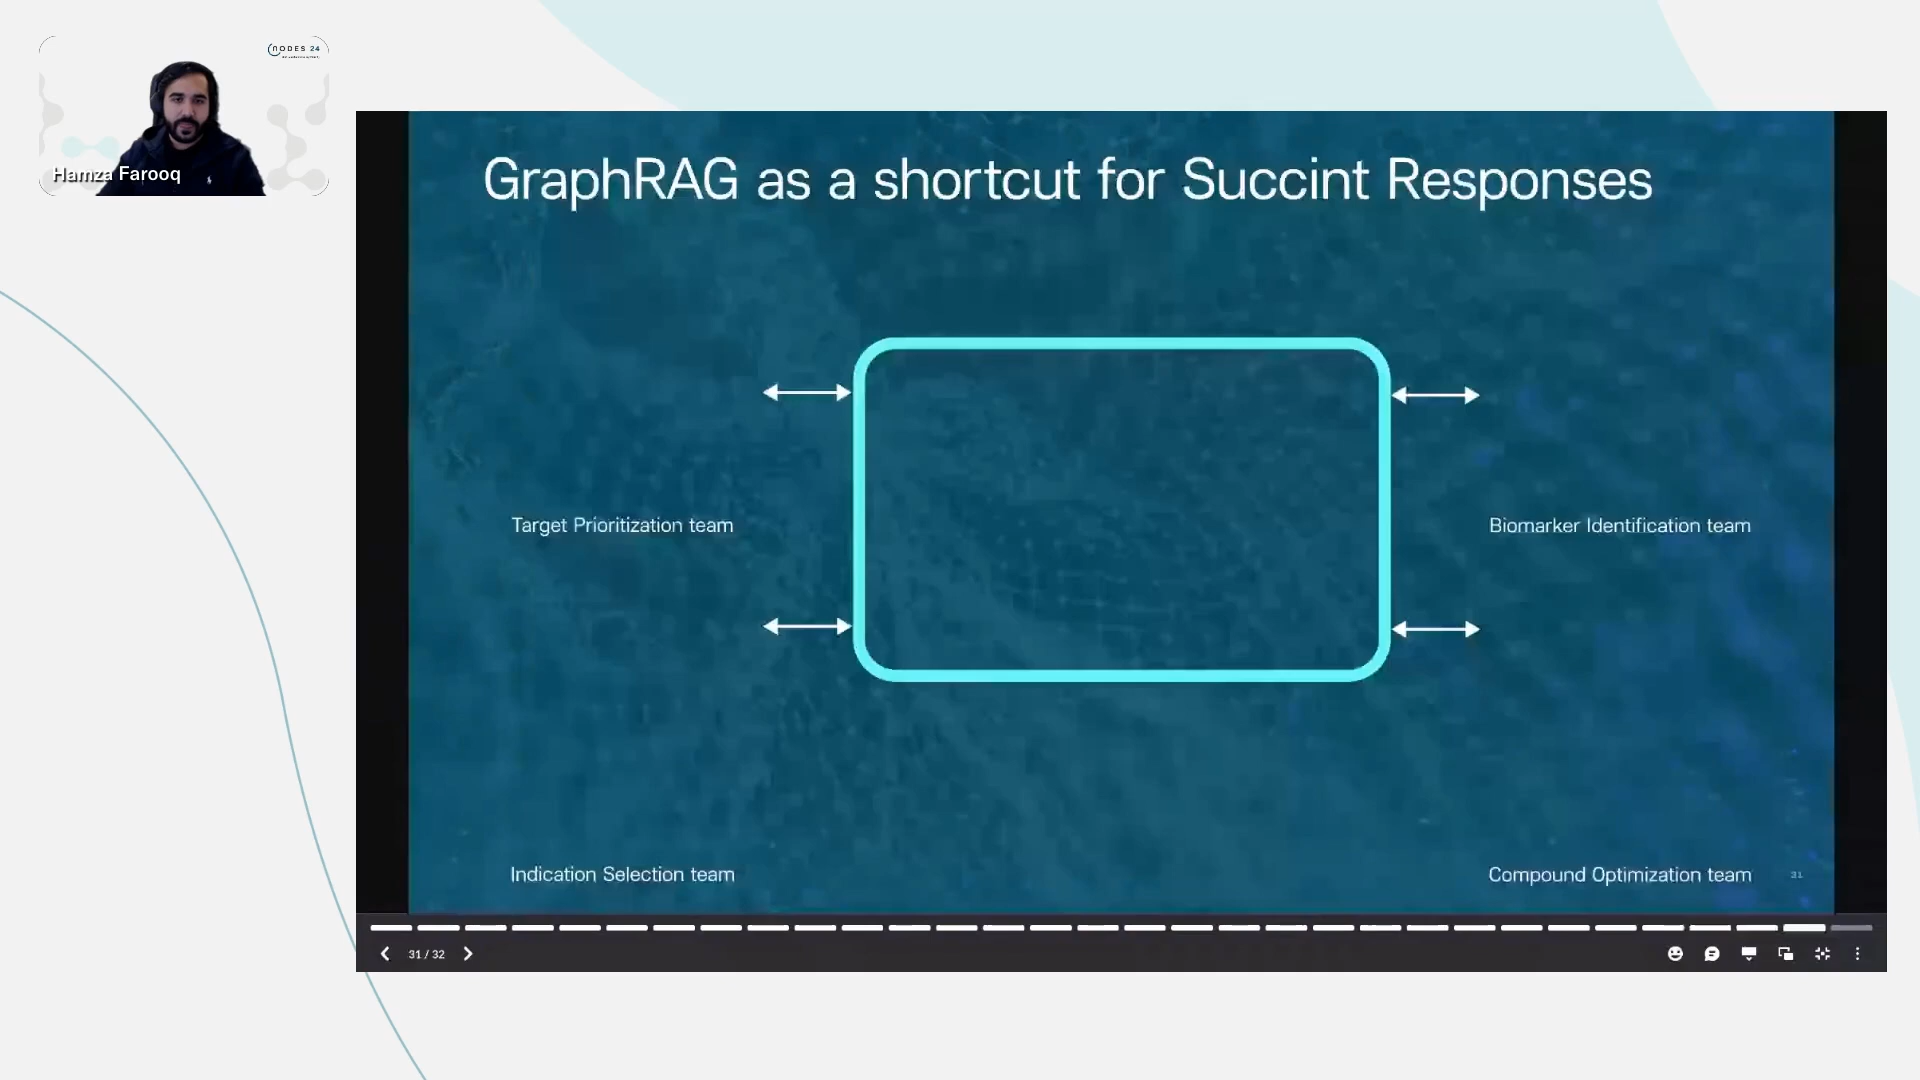 NODES 24
Hamza Farooq
GraphRAG as a shortcut for Succint Responses
Target Prioritization team
Biomarker Identification team
Indication Selection team
Compound Optimization team
31
31 / 32